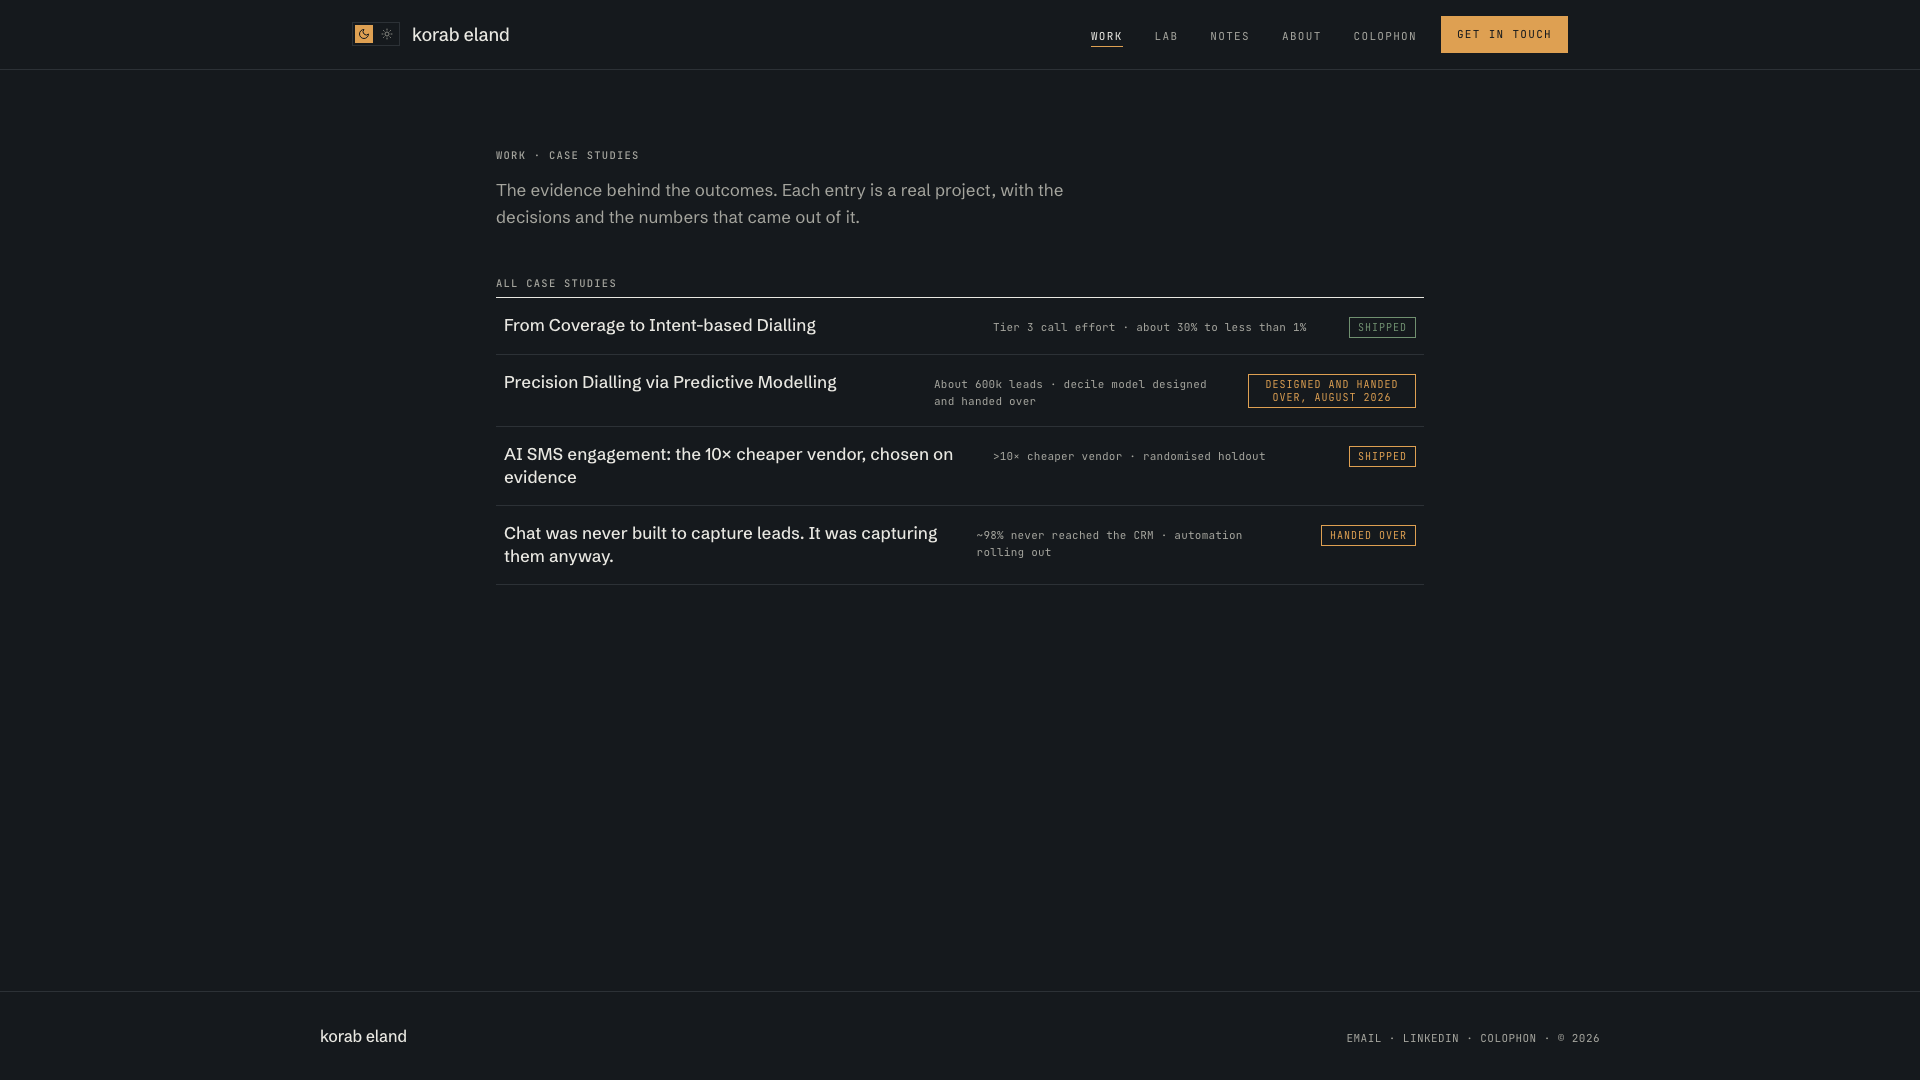 korab eland
WORK LAB NOTES ABOUT COLOPHON GET IN TOUCH
WORK · CASE STUDIES
The evidence behind the outcomes. Each entry is a real project, with the
decisions and the numbers that came out of it.
ALL CASE STUDIES
From Coverage to Intent-based Dialling
Tier 3 call effort · about 30% to less than 1%
SHIPPED
Precision Dialling via Predictive Modelling
About 600k leads · decile model designed
and handed over
DESIGNED AND HANDED
OVER, AUGUST 2026
AI SMS engagement: the 10× cheaper vendor, chosen on
evidence
>10× cheaper vendor · randomised holdout
SHIPPED
Chat was never built to capture leads. It was capturing
them anyway.
~98% never reached the CRM · automation
rolling out
HANDED OVER
korab eland
EMAIL · LINKEDIN · COLOPHON · © 2026